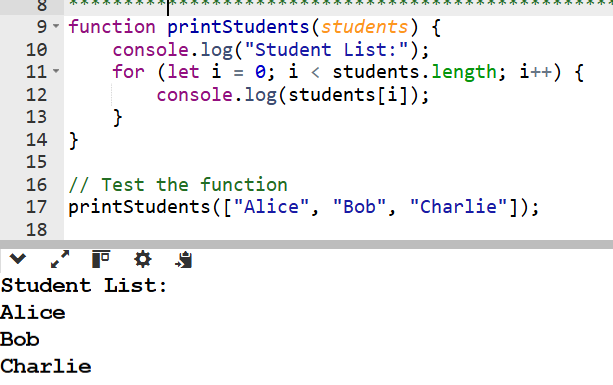 8 **************************************************
9 function printStudents(students) {
10     console.log("Student List:");
11     for (let i = 0; i < students.length; i++) {
12         console.log(students[i]);
13     }
14 }
15
16 // Test the function
17 printStudents(["Alice", "Bob", "Charlie"]);
18
Student List:
Alice
Bob
Charlie